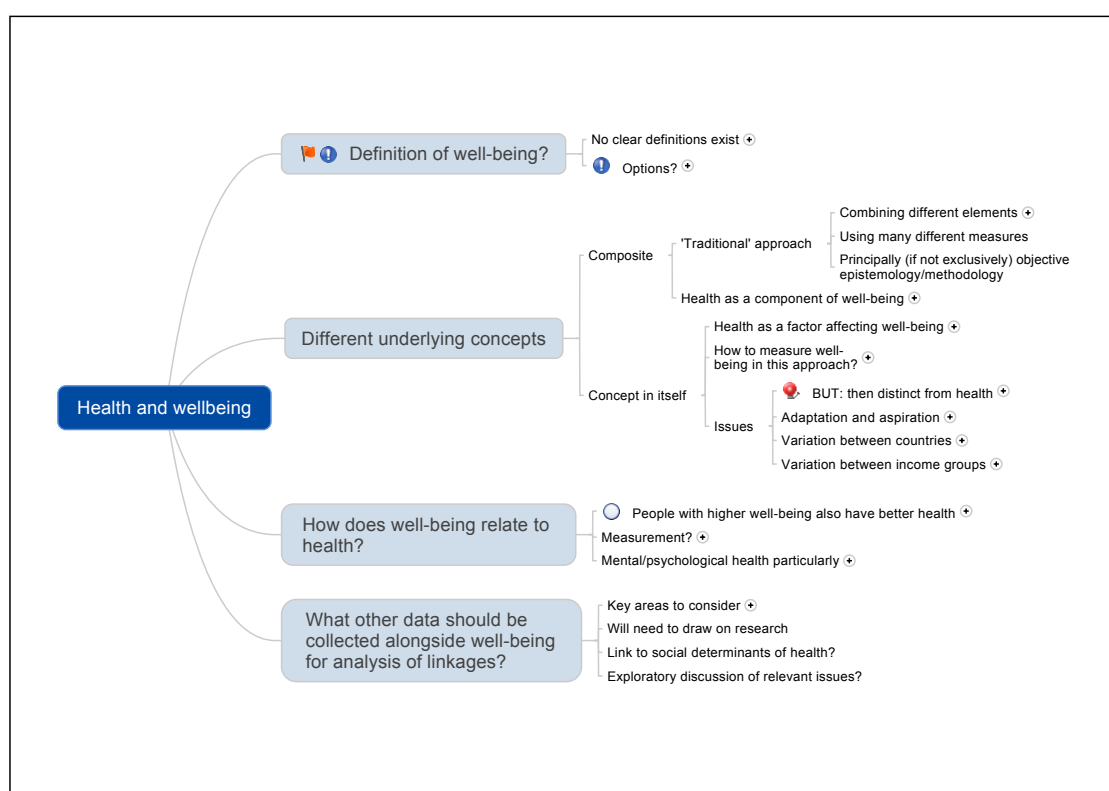 Definition of well-being?
No clear definitions exist
Options?
Different underlying concepts
Composite
'Traditional' approach
Combining different elements
Using many different measures
Principally (if not exclusively) objective
epistemology/methodology
Health as a component of well-being
Concept in itself
Health as a factor affecting well-being
How to measure well-
being in this approach?
Issues
BUT: then distinct from health
Adaptation and aspiration
Variation between countries
Variation between income groups
Health and wellbeing
How does well-being relate to
health?
People with higher well-being also have better health
Measurement?
Mental/psychological health particularly
What other data should be
collected alongside well-being
for analysis of linkages?
Key areas to consider
Will need to draw on research
Link to social determinants of health?
Exploratory discussion of relevant issues?